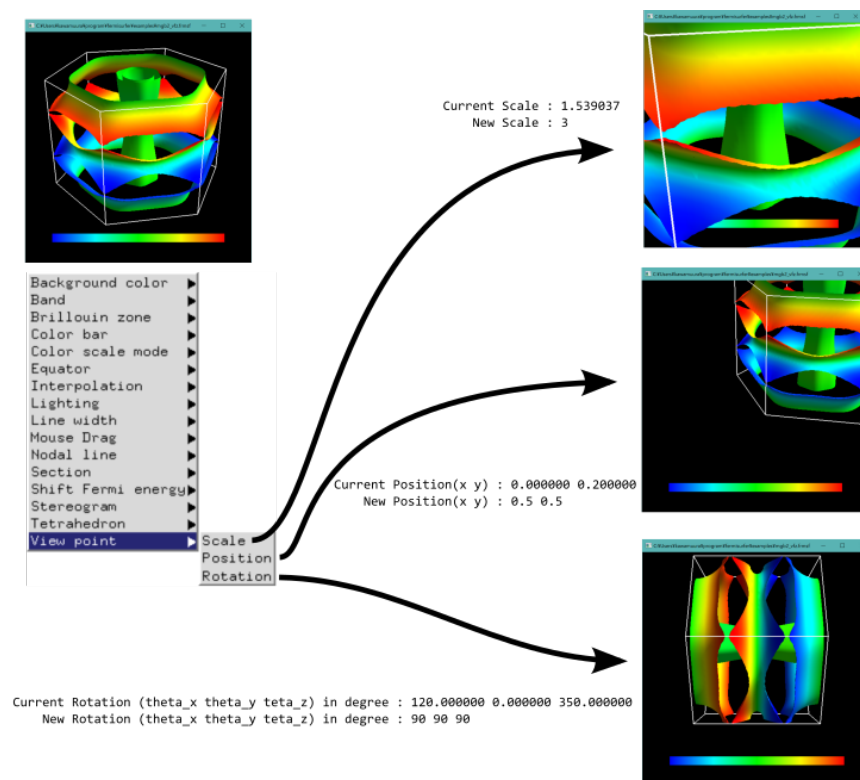 Current Scale : 1.539037
New Scale : 3
Background color
Band
Brillouin zone
Color bar
Color scale mode
Equator
Interpolation
Lighting
Line width
Mouse Drag
Nodal line
Section
Shift Fermi energy
Stereogram
Tetrahedron
View point
Scale
Position
Rotation
Current Position(x y) : 0.000000 0.200000
New Position(x y) : 0.5 0.5
Current Rotation (theta_x theta_y teta_z) in degree : 120.000000 0.000000 350.000000
New Rotation (theta_x theta_y teta_z) in degree : 90 90 90